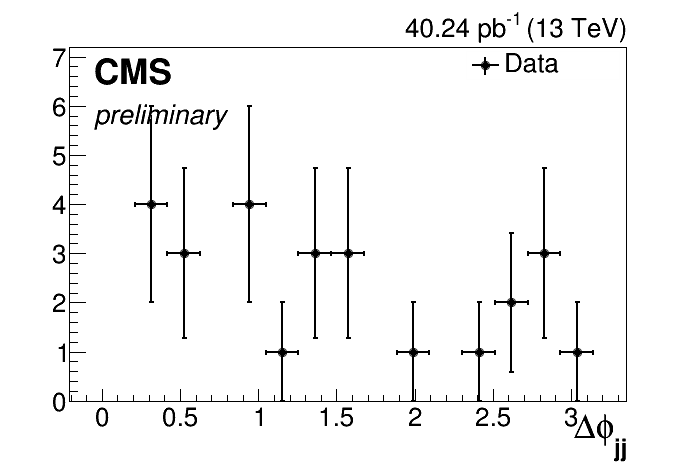 40.24 pb⁻¹ (13 TeV)
CMS
preliminary
Data
7
6
5
4
3
2
1
0
0 0.5 1 1.5 2 2.5 3
Δϕjj